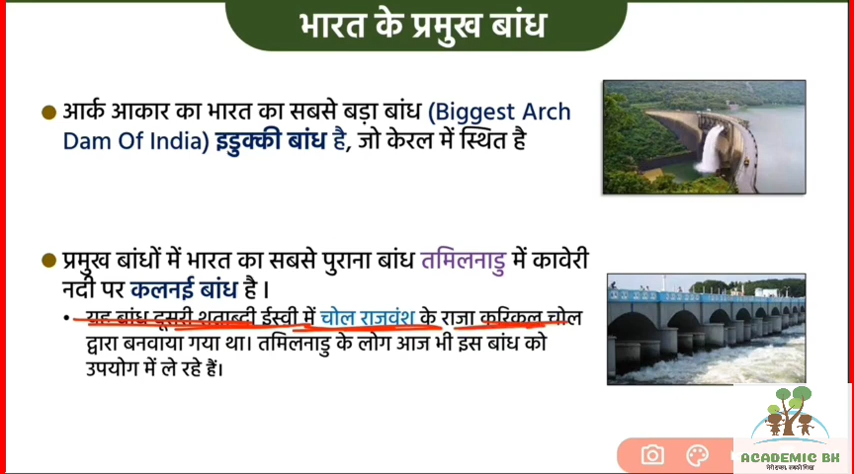 भारत के प्रमुख बांध
आर्क आकार का भारत का सबसे बड़ा बांध (Biggest Arch
Dam Of India) इडुक्की बांध है, जो केरल में स्थित है
प्रमुख बांधों में भारत का सबसे पुराना बांध तमिलनाडु में कावेरी
नदी पर कलनई बांध है ।
यह बांध दूसरी शताब्दी ईस्वी में चोल राजवंश के राजा करिकल चोल
द्वारा बनवाया गया था। तमिलनाडु के लोग आज भी इस बांध को
उपयोग में ले रहे हैं।
ACADEMIC BH